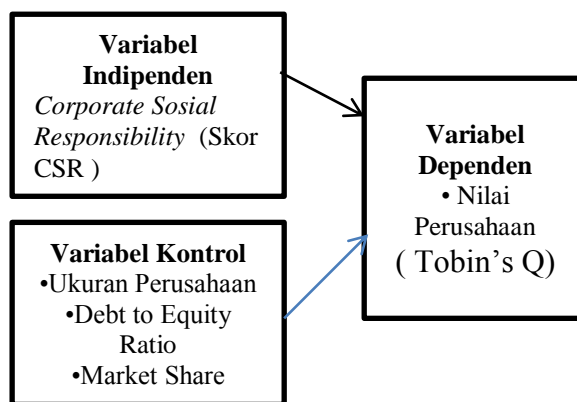 Variabel
Indipenden
Corporate Sosial
Responsibility (Skor
CSR )
Variabel Kontrol
•Ukuran Perusahaan
•Debt to Equity
Ratio
•Market Share
Variabel
Dependen
• Nilai
Perusahaan
( Tobin’s Q)